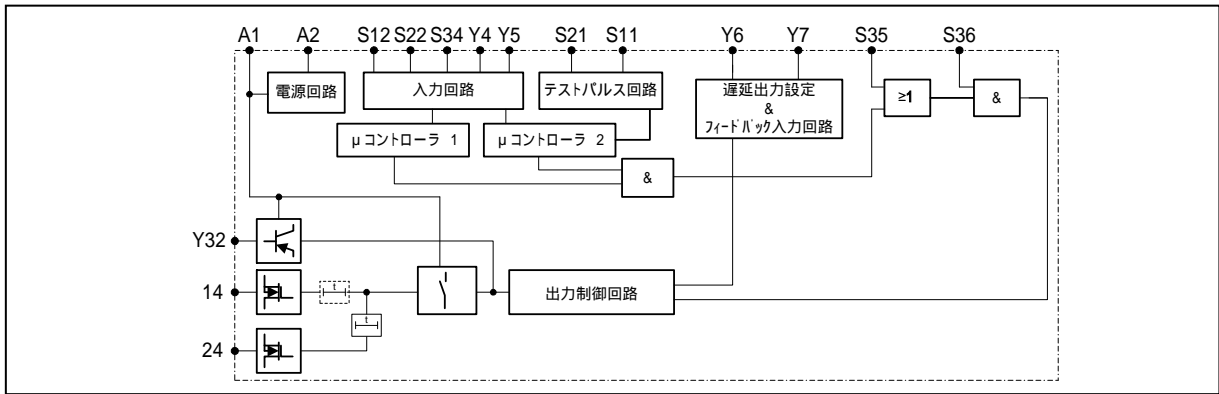 A1 A2 S12 S22 S34 Y4 Y5 S21 S11 Y6 Y7 S35 S36
電源回路
入力回路
テストパルス回路
遅延出力設定
&
フィードバック入力回路
≥1
&
μコントローラ 1
μコントローラ 2
&
Y32
14
t
出力制御回路
t
24